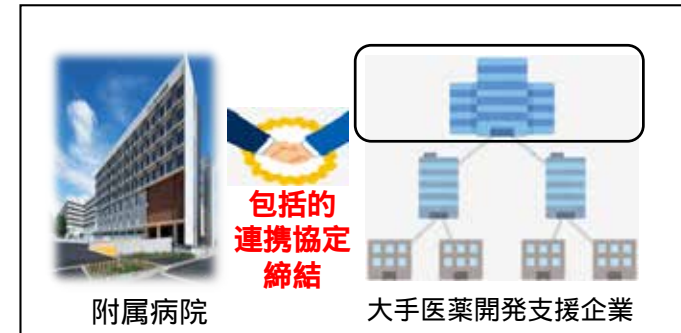 包括的
連携協定
締結
附属病院
大手医薬開発支援企業